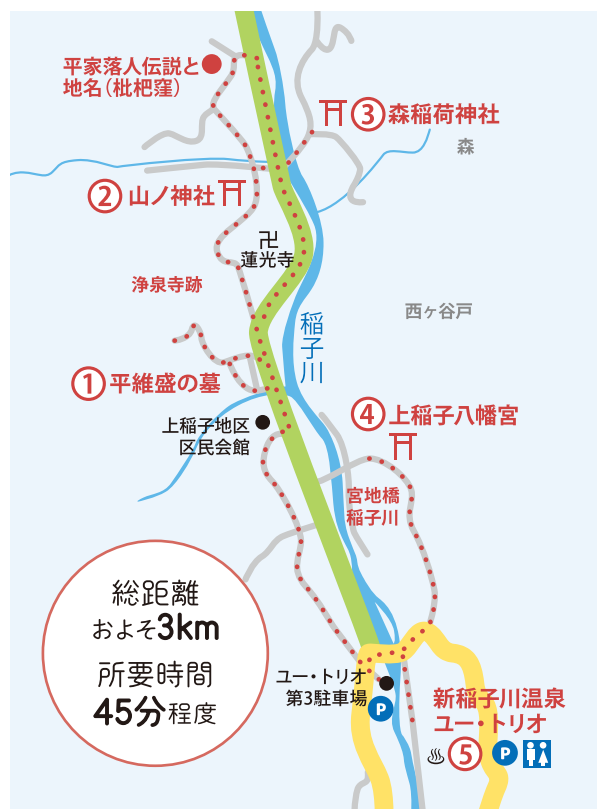 平家落人伝説と
地名（枇杷窪）
③ 森稲荷神社
森
② 山ノ神社
卍
蓮光寺
浄泉寺跡
西ヶ谷戸
稲子川
① 平維盛の墓
④ 上稲子八幡宮
上稲子地区
区民会館
宮地橋
稲子川
総距離
およそ3km
所要時間
45分程度
ユー・トリオ
第3駐車場
P
新稲子川温泉
ユー・トリオ
♨ ⑤ P